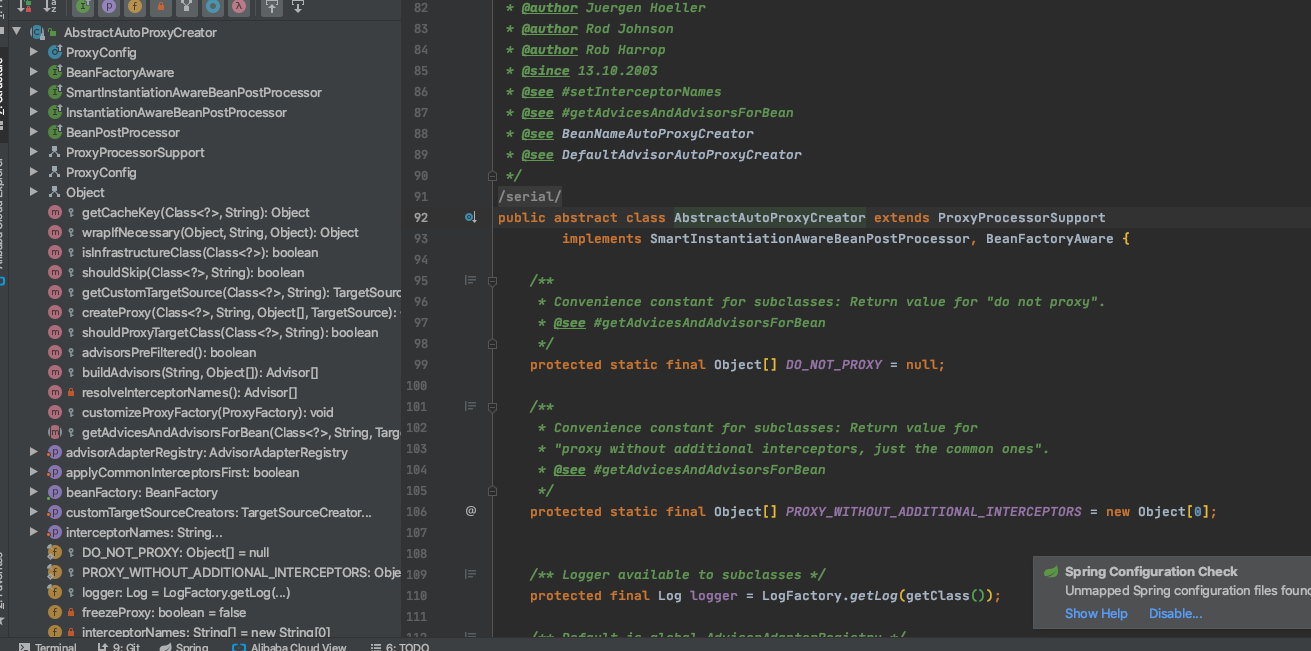 AbstractAutoProxyCreator
ProxyConfig
BeanFactoryAware
SmartInstantiationAwareBeanPostProcessor
InstantiationAwareBeanPostProcessor
BeanPostProcessor
ProxyProcessorSupport
ProxyConfig
Object
getCacheKey(Class<?>, String): Object
wrapIfNecessary(Object, String, Object): Object
isInfrastructureClass(Class<?>): boolean
shouldSkip(Class<?>, String): boolean
getCustomTargetSource(Class<?>, String): TargetSourc
createProxy(Class<?>, String, Object[], TargetSource):
shouldProxyTargetClass(Class<?>, String): boolean
advisorsPreFiltered(): boolean
buildAdvisors(String, Object[]): Advisor[]
resolveInterceptorNames(): Advisor[]
customizeProxyFactory(ProxyFactory): void
getAdvicesAndAdvisorsForBean(Class<?>, String, Targ
advisorAdapterRegistry: AdvisorAdapterRegistry
applyCommonInterceptorsFirst: boolean
beanFactory: BeanFactory
customTargetSourceCreators: TargetSourceCreator...
interceptorNames: String...
DO_NOT_PROXY: Object[] = null
PROXY_WITHOUT_ADDITIONAL_INTERCEPTORS: Obje
logger: Log = LogFactory.getLog(...)
freezeProxy: boolean = false
interceptorNames: String[] = new String[0]
82 * @author Juergen Hoeller
83 * @author Rod Johnson
84 * @author Rob Harrop
85 * @since 13.10.2003
86 * @see #setInterceptorNames
87 * @see #getAdvicesAndAdvisorsForBean
88 * @see BeanNameAutoProxyCreator
89 * @see DefaultAdvisorAutoProxyCreator
90 */
91 /serial/
92 public abstract class AbstractAutoProxyCreator extends ProxyProcessorSupport
93 implements SmartInstantiationAwareBeanPostProcessor, BeanFactoryAware {
94
95 /**
96 * Convenience constant for subclasses: Return value for "do not proxy".
97 * @see #getAdvicesAndAdvisorsForBean
98 */
99 protected static final Object[] DO_NOT_PROXY = null;
100
101 /**
102 * Convenience constant for subclasses: Return value for
103 * "proxy without additional interceptors, just the common ones".
104 * @see #getAdvicesAndAdvisorsForBean
105 */
106 @ protected static final Object[] PROXY_WITHOUT_ADDITIONAL_INTERCEPTORS = new Object[0];
107
108
109 /** Logger available to subclasses */
110 protected final Log logger = LogFactory.getLog(getClass());
111
112 /** Default is global AdvisorAdapterRegistry */
Spring Configuration Check
Unmapped Spring configuration files foun
Show Help Disable...
Terminal 9: Git Spring Alibaba Cloud View 6: TODO